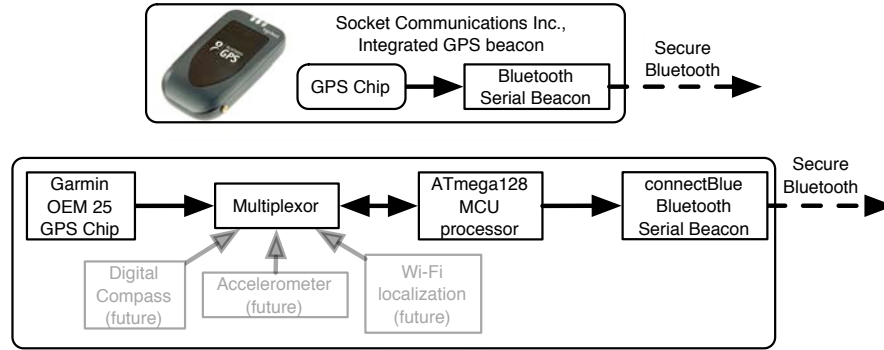 Socket Communications Inc.,
Integrated GPS beacon
GPS
GPS Chip
Bluetooth
Serial Beacon
Secure
Bluetooth
Garmin
OEM 25
GPS Chip
Multiplexor
ATmega128
MCU
processor
connectBlue
Bluetooth
Serial Beacon
Secure
Bluetooth
Digital
Compass
(future)
Accelerometer
(future)
Wi-Fi
localization
(future)